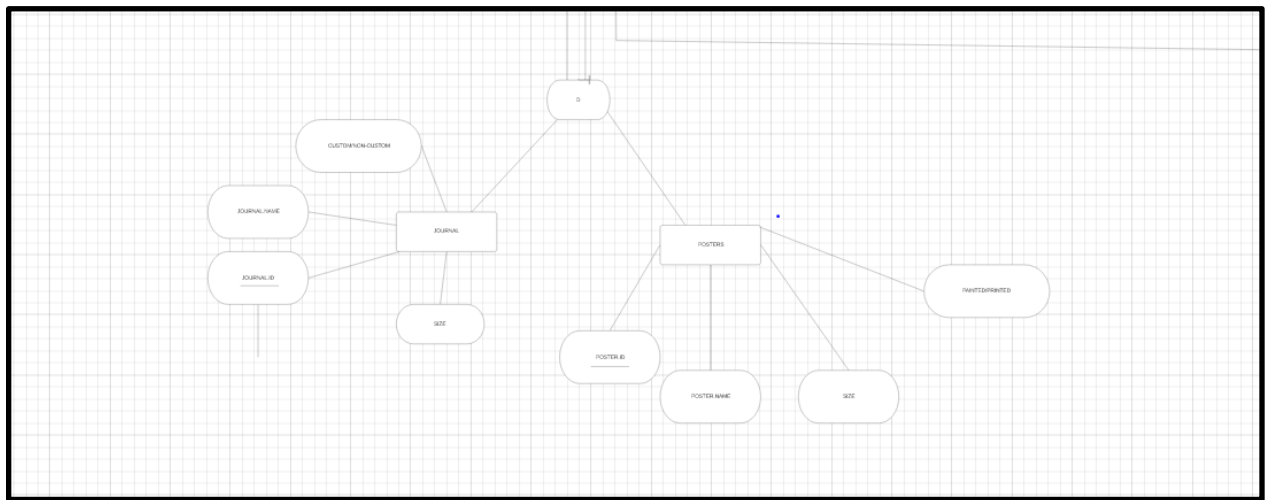 D
CUSTOM/NON-CUSTOM
JOURNAL.NAME
JOURNAL
POSTERS
JOURNAL.ID
PAINTED/PRINTED
SIZE
POSTER.ID
POSTER.NAME
SIZE